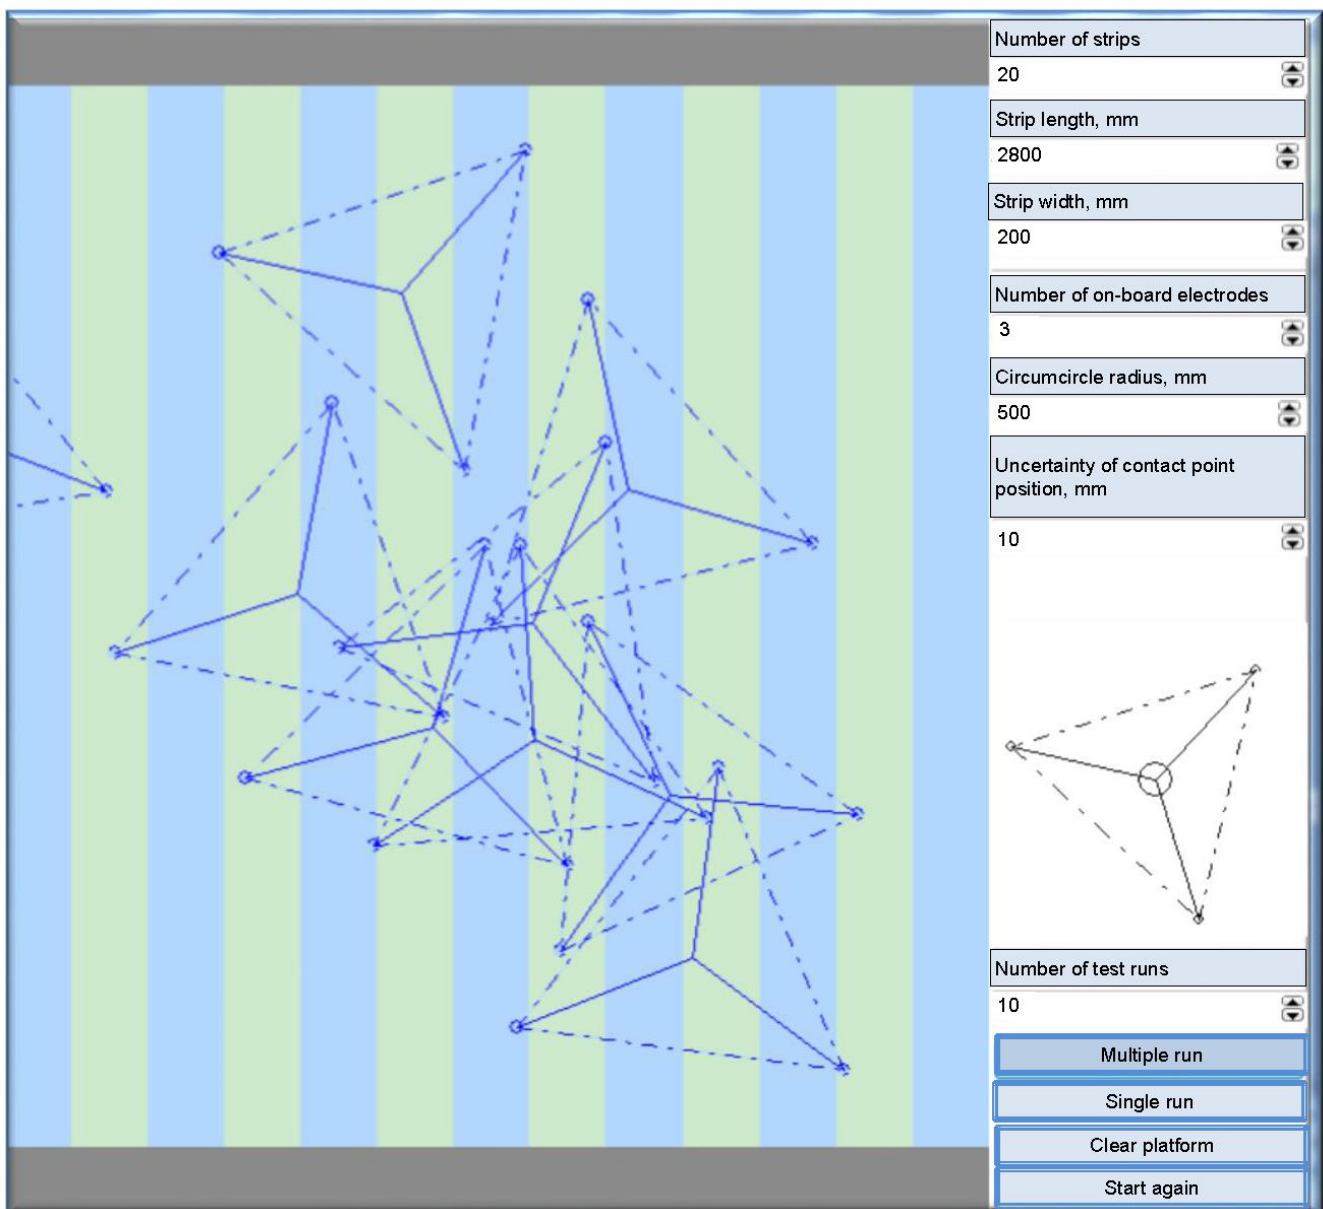 Number of strips
20
Strip length, mm
2800
Strip width, mm
200
Number of on-board electrodes
3
Circumcircle radius, mm
500
Uncertainty of contact point
position, mm
10
Number of test runs
10
Multiple run
Single run
Clear platform
Start again